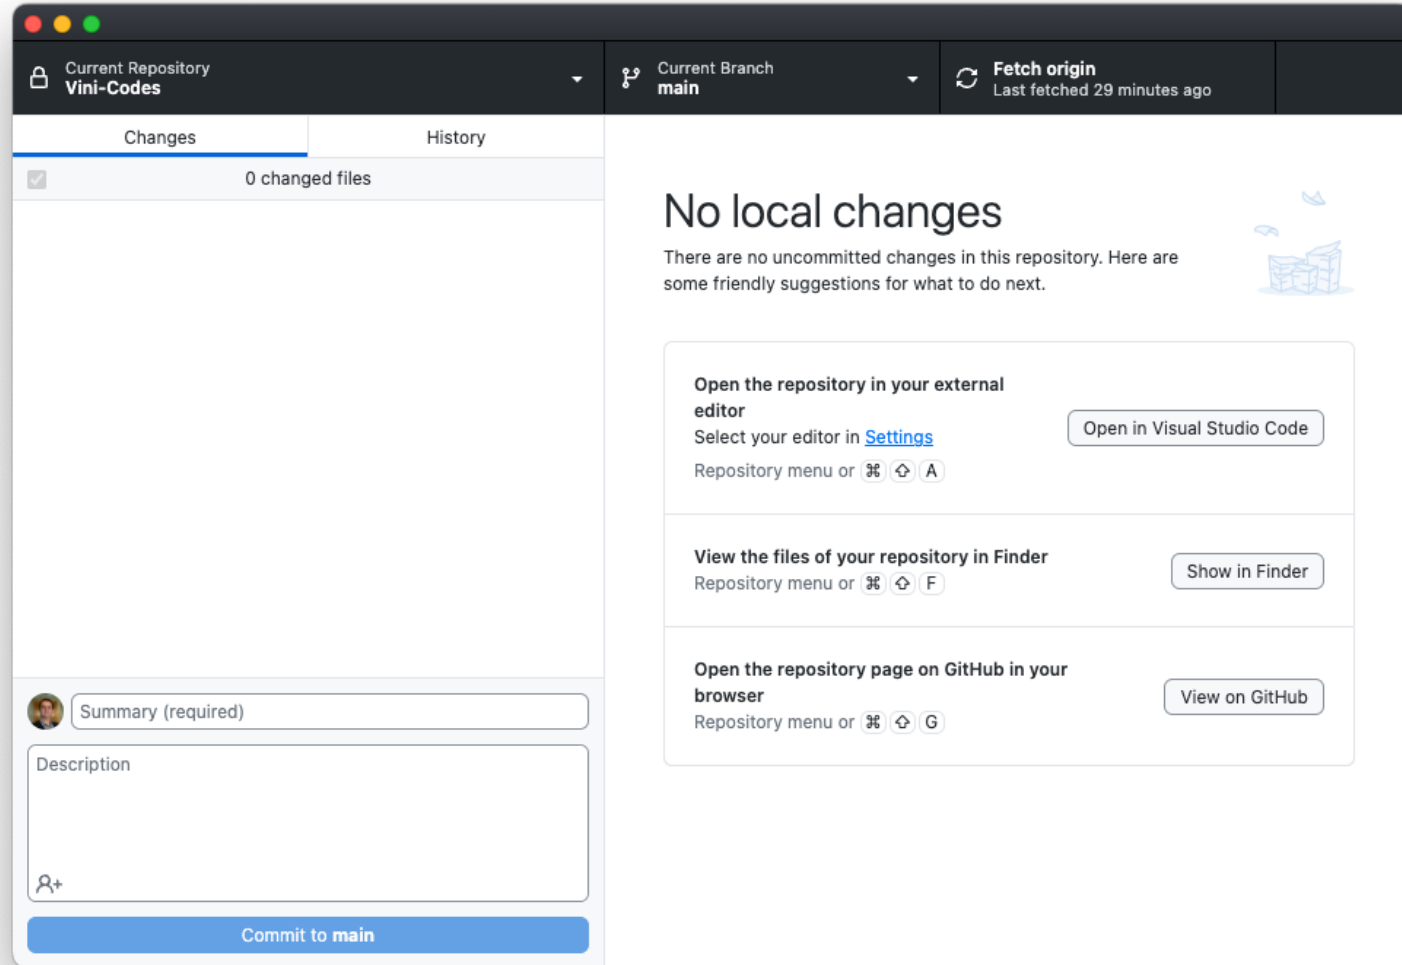 Current Repository
Vini-Codes
Current Branch
main
Fetch origin
Last fetched 29 minutes ago
Changes
History
0 changed files
No local changes
There are no uncommitted changes in this repository. Here are
some friendly suggestions for what to do next.
Open the repository in your external
editor
Select your editor in Settings
Repository menu or ⌘ ⇧ A
Open in Visual Studio Code
View the files of your repository in Finder
Repository menu or ⌘ ⇧ F
Show in Finder
Open the repository page on GitHub in your
browser
Repository menu or ⌘ ⇧ G
View on GitHub
Summary (required)
Description
Commit to main